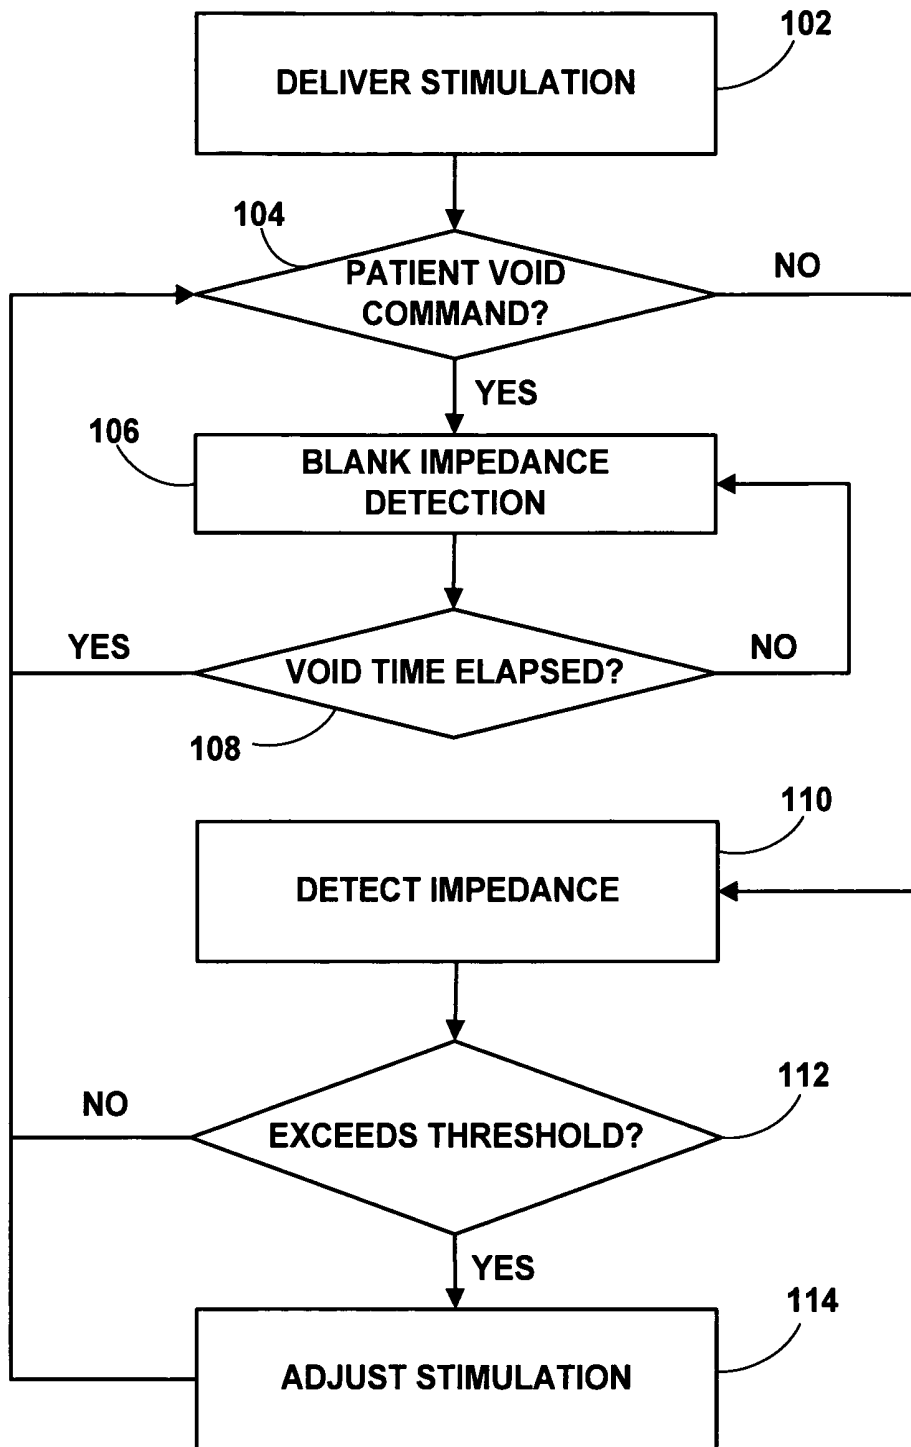 102
DELIVER STIMULATION
104
PATIENT VOID
COMMAND?
NO
YES
106
BLANK IMPEDANCE
DETECTION
YES
VOID TIME ELAPSED?
NO
108
110
DETECT IMPEDANCE
NO
EXCEEDS THRESHOLD?
112
YES
114
ADJUST STIMULATION